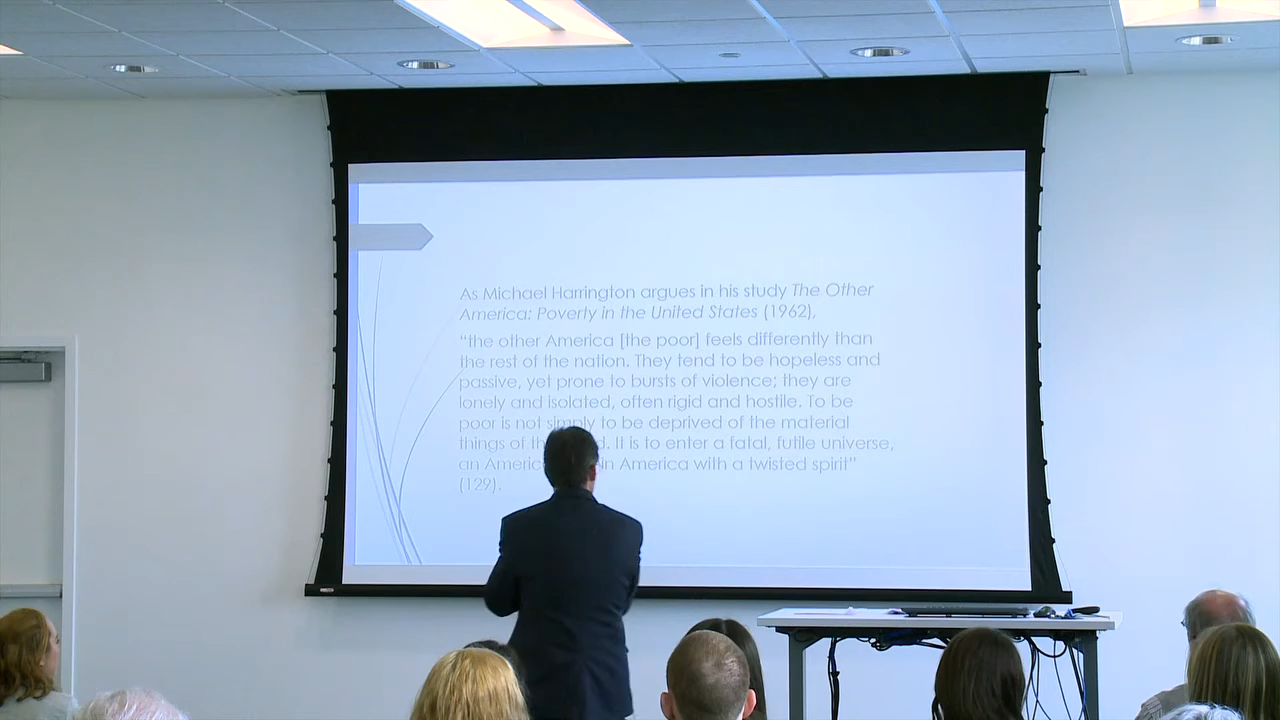 As Michael Harrington argues in his study The Other
America: Poverty in the United States (1962),
“the other America [the poor] feels differently than
the rest of the nation. They tend to be hopeless and
passive, yet prone to bursts of violence; they are
lonely and isolated, often rigid and hostile. To be
poor is not simply to be deprived of the material
things of It is to enter a fatal, futile universe,
an in America with a twisted spirit”
(129).